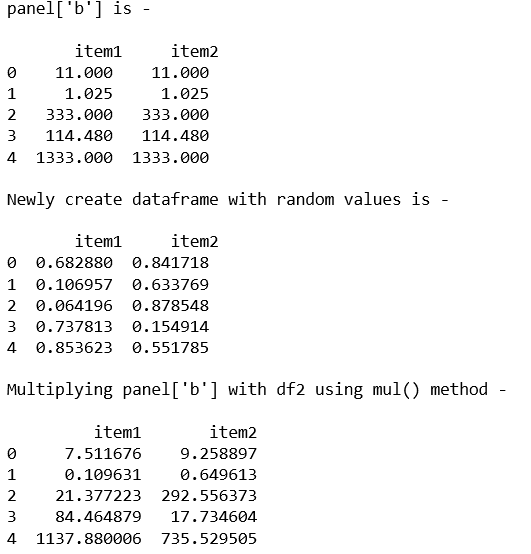 panel['b'] is -
item1 item2
0 11.000 11.000
1 1.025 1.025
2 333.000 333.000
3 114.480 114.480
4 1333.000 1333.000
Newly create dataframe with random values is -
item1 item2
0 0.682880 0.841718
1 0.106957 0.633769
2 0.064196 0.878548
3 0.737813 0.154914
4 0.853623 0.551785
Multiplying panel['b'] with df2 using mul() method -
item1 item2
0 7.511676 9.258897
1 0.109631 0.649613
2 21.377223 292.556373
3 84.464879 17.734604
4 1137.880006 735.529505